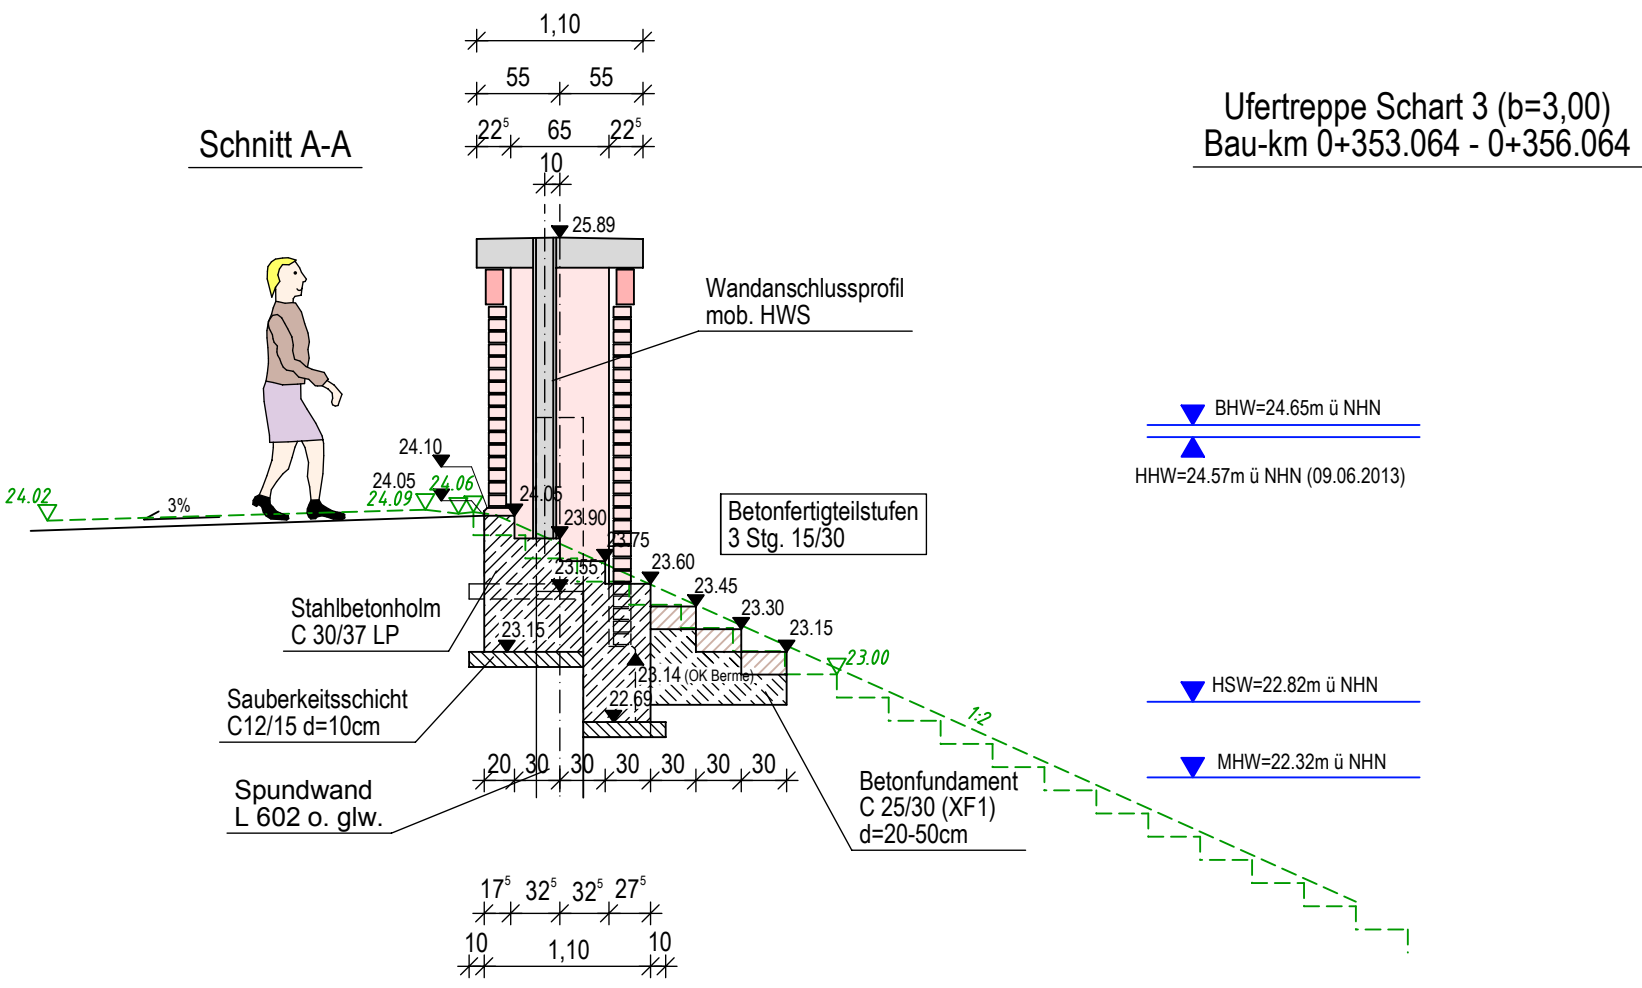 1,10
55 55
22⁵ 65 22⁵
10
Schnitt A-A
Ufertreppe Schart 3 (b=3,00)
Bau-km 0+353.064 - 0+356.064
25.89
Wandanschlussprofil
mob. HWS
BHW=24.65m ü NHN
HHW=24.57m ü NHN (09.06.2013)
24.10
24.05
24.06
24.09
24.02
3%
24.05
23.90
23.75
23.55
23.60
23.45
23.30
23.15
23.00
Betonfertigteilstufen
3 Stg. 15/30
Stahlbetonholm
C 30/37 LP
23.15
23.14 (OK Berme)
22.69
Sauberkeitsschicht
C12/15 d=10cm
HSW=22.82m ü NHN
1:2
MHW=22.32m ü NHN
20 30 30 30 30 30 30
Spundwand
L 602 o. glw.
Betonfundament
C 25/30 (XF1)
d=20-50cm
17⁵ 32⁵ 32⁵ 27⁵
10 1,10 10